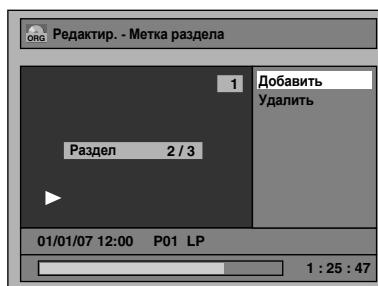 ORG Редактир. - Метка раздела
1
Добавить
Удалить
Раздел 2 / 3
01/01/07 12:00 P01 LP
1 : 25 : 47